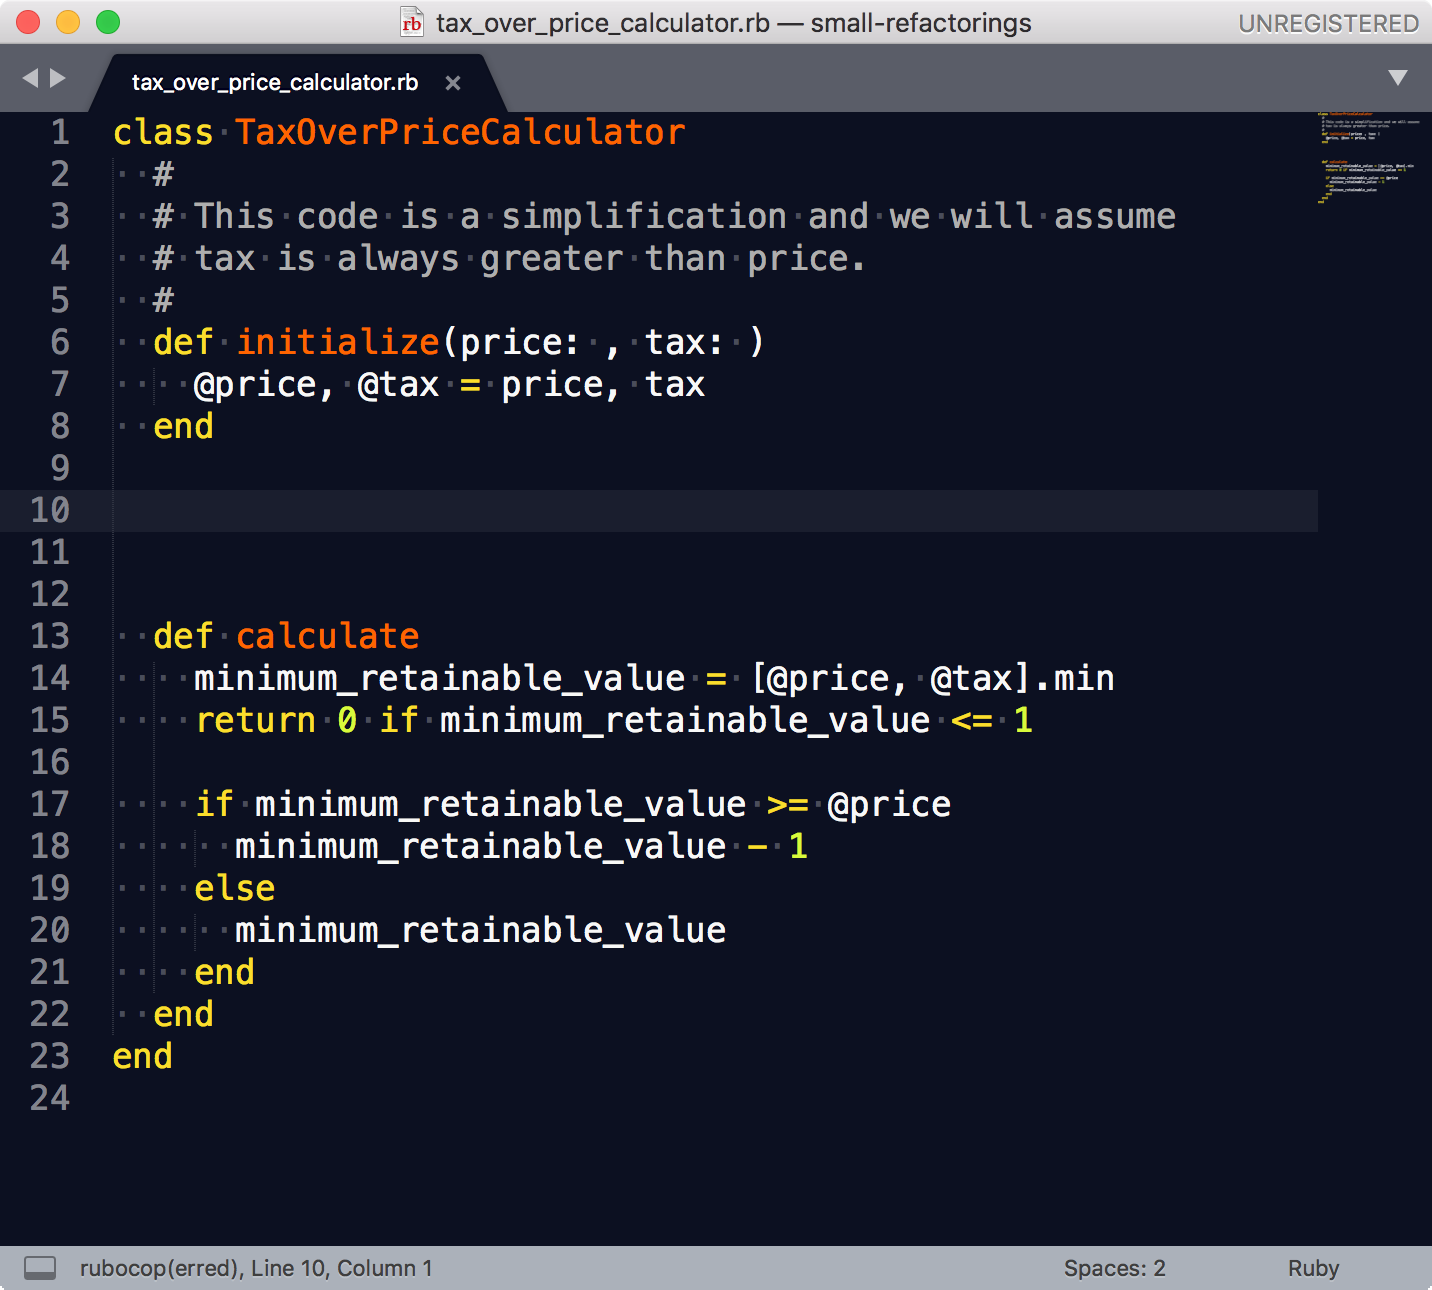 rb tax_over_price_calculator.rb — small-refactorings UNREGISTERED
tax_over_price_calculator.rb ×
1 class TaxOverPriceCalculator
2   #
3   # This code is a simplification and we will assume
4   # tax is always greater than price.
5   #
6   def initialize(price: , tax: )
7     @price, @tax = price, tax
8   end
9
10
11
12
13   def calculate
14     minimum_retainable_value = [@price, @tax].min
15     return 0 if minimum_retainable_value <= 1
16
17     if minimum_retainable_value >= @price
18       minimum_retainable_value - 1
19     else
20       minimum_retainable_value
21     end
22   end
23 end
24
rubocop(erred), Line 10, Column 1 Spaces: 2 Ruby